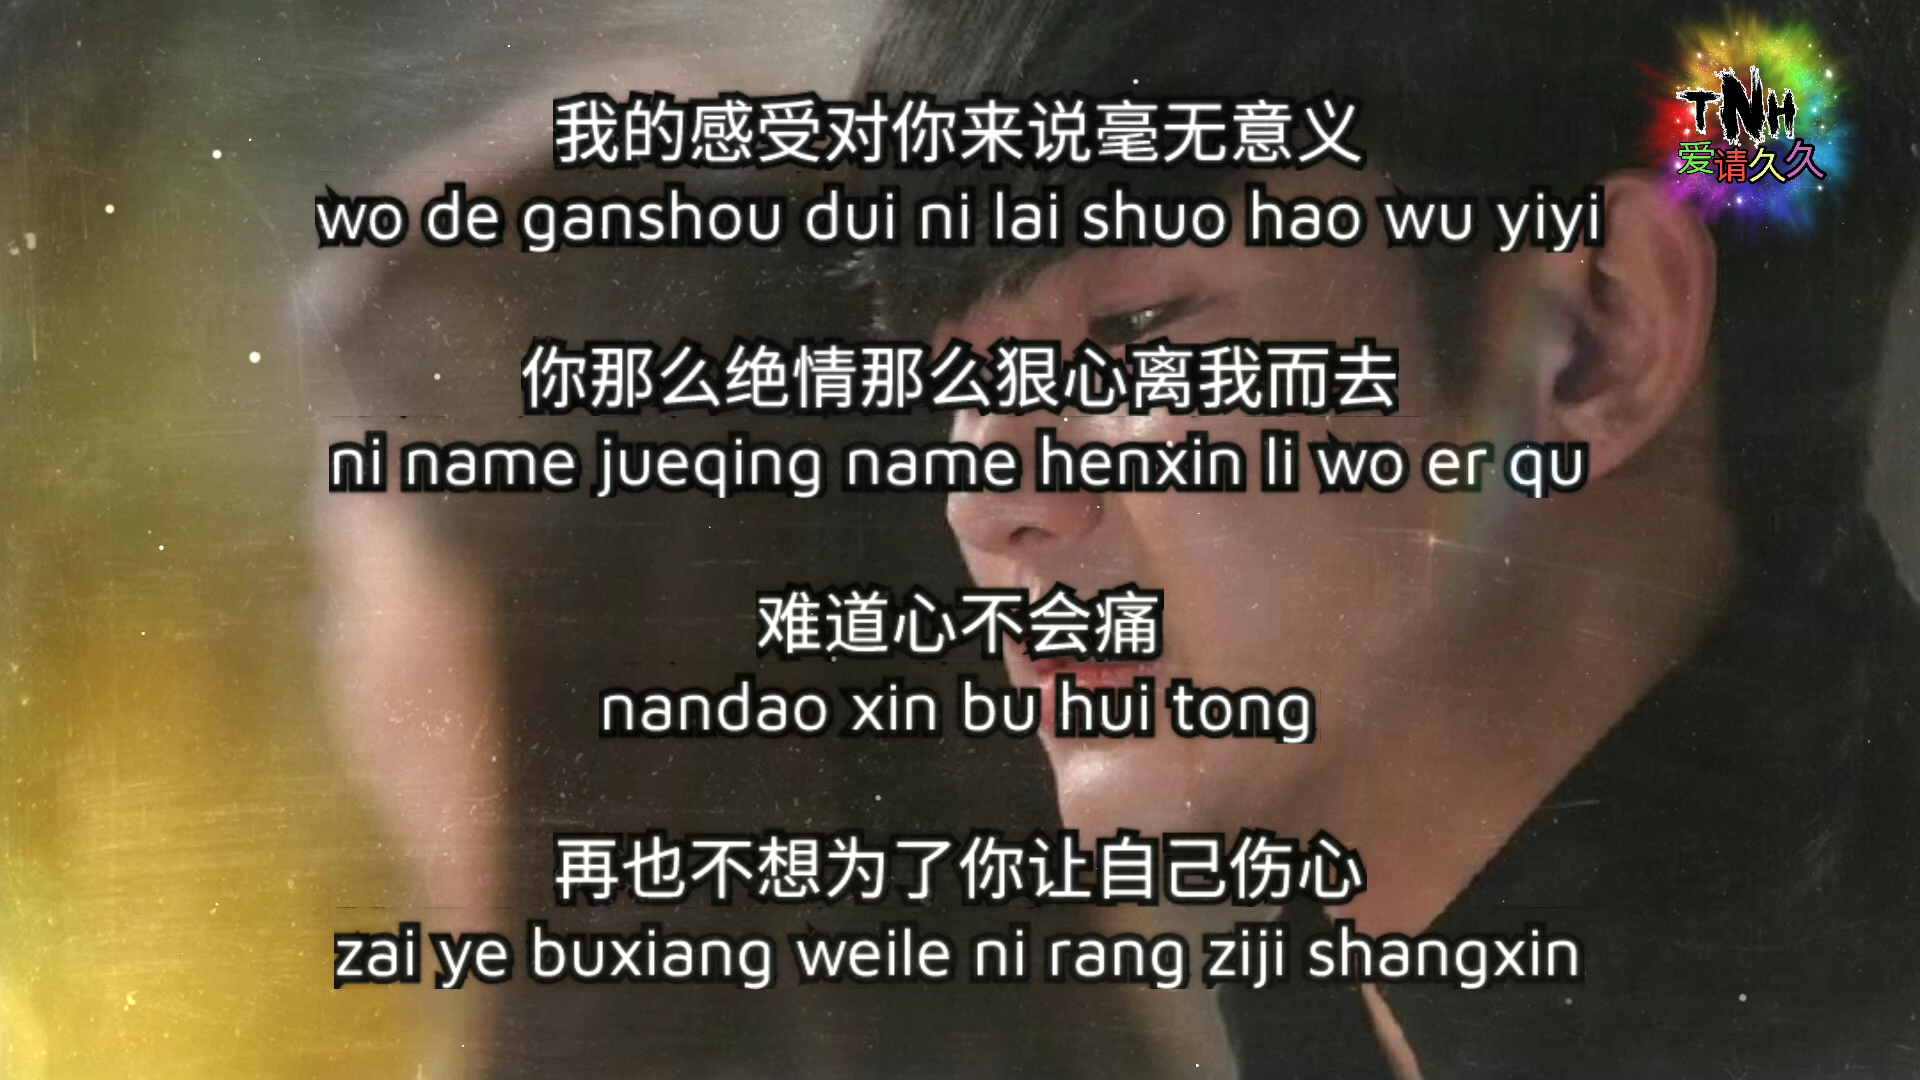 TNH
爱请久久
我的感受对你来说毫无意义
wo de ganshou dui ni lai shuo hao wu yiyi
你那么绝情那么狠心离我而去
ni name jueqing name henxin li wo er qu
难道心不会痛
nandao xin bu hui tong
再也不想为了你让自己伤心
zai ye buxiang weile ni rang ziji shangxin